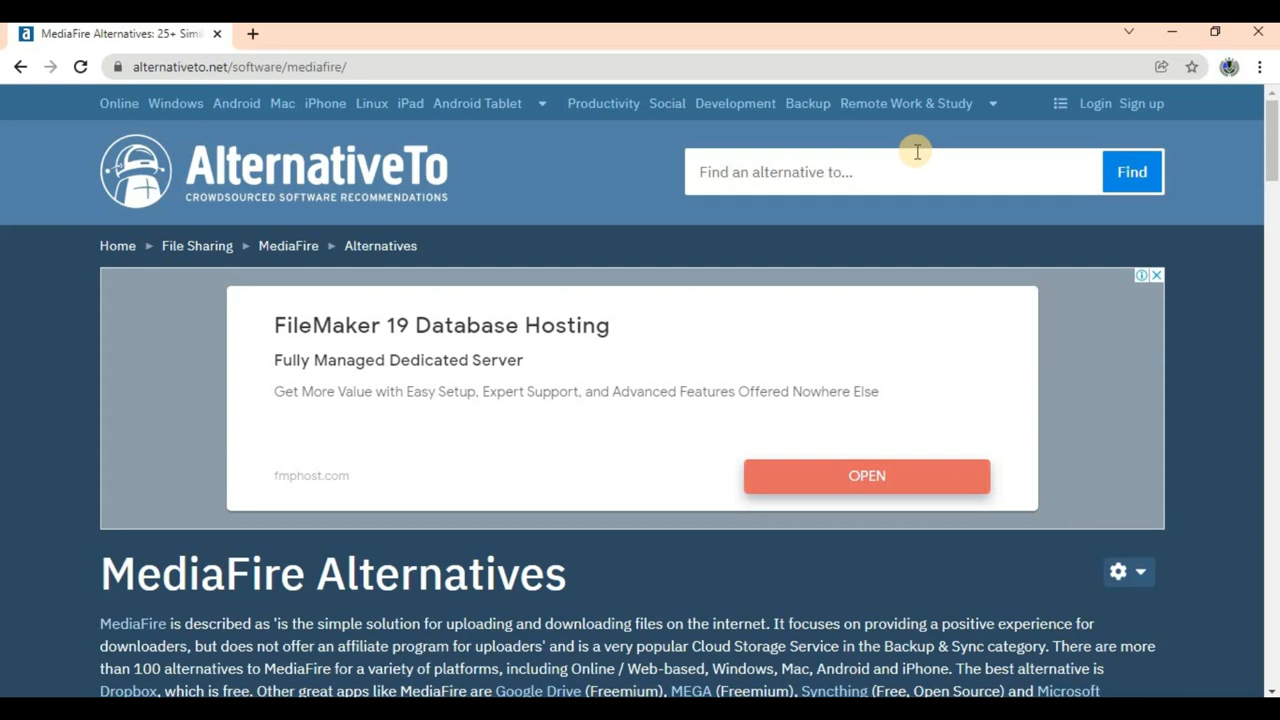 MediaFire Alternatives: 25+ Simi
alternativeto.net/software/mediafire/
Online Windows Android Mac iPhone Linux iPad Android Tablet Productivity Social Development Backup Remote Work & Study Login Sign up
AlternativeTo
CROWDSOURCED SOFTWARE RECOMMENDATIONS
Find an alternative to... Find
Home File Sharing MediaFire Alternatives
FileMaker 19 Database Hosting
Fully Managed Dedicated Server
Get More Value with Easy Setup, Expert Support, and Advanced Features Offered Nowhere Else
fmphost.com OPEN
MediaFire Alternatives
MediaFire is described as 'is the simple solution for uploading and downloading files on the internet. It focuses on providing a positive experience for
downloaders, but does not offer an affiliate program for uploaders' and is a very popular Cloud Storage Service in the Backup & Sync category. There are more
than 100 alternatives to MediaFire for a variety of platforms, including Online / Web-based, Windows, Mac, Android and iPhone. The best alternative is
Dropbox, which is free. Other great apps like MediaFire are Google Drive (Freemium), MEGA (Freemium), Syncthing (Free, Open Source) and Microsoft